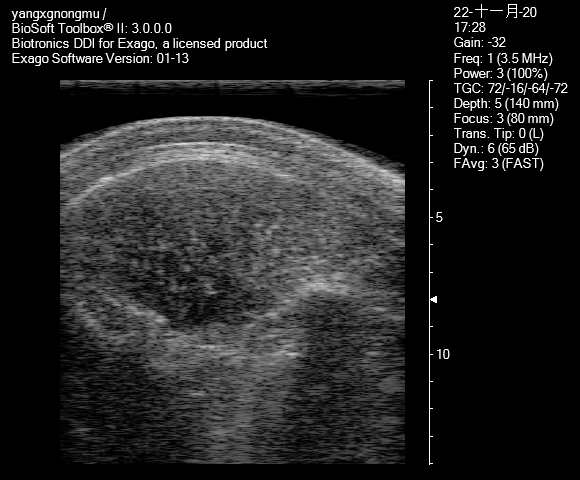 yangxgnongmu /
BioSoft Toolbox® II: 3.0.0.0
Biotronics DDI for Exago, a licensed product
Exago Software Version: 01-13
22-十一月-20
17:28
Gain: -32
Freq: 1 (3.5 MHz)
Power: 3 (100%)
TGC: 72/-16/-64/-72
Depth: 5 (140 mm)
Focus: 3 (80 mm)
Trans. Tip: 0 (L)
Dyn.: 6 (65 dB)
FAvg: 3 (FAST)
5
10